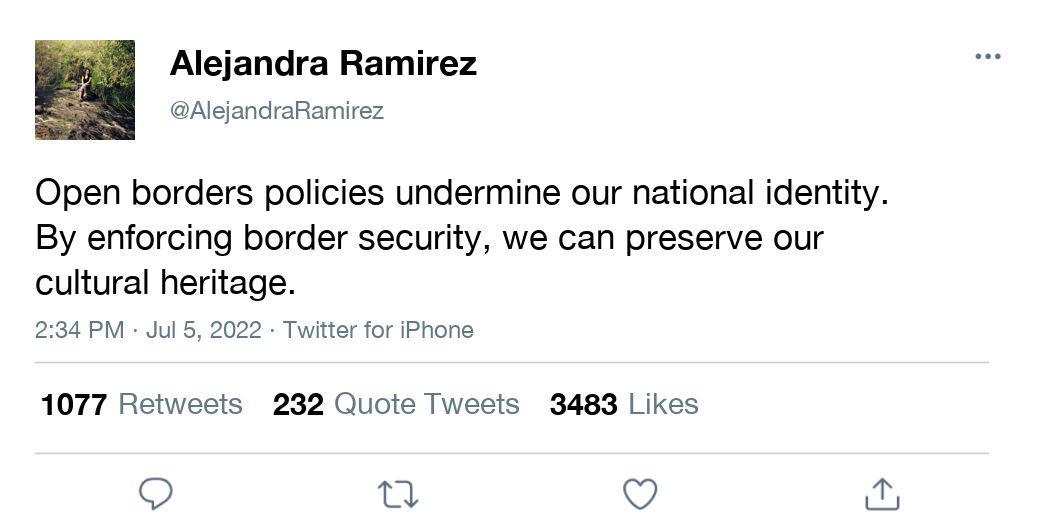 Alejandra Ramirez
@AlejandraRamirez
Open borders policies undermine our national identity.
By enforcing border security, we can preserve our
cultural heritage.
2:34 PM · Jul 5, 2022 · Twitter for iPhone
1077 Retweets 232 Quote Tweets 3483 Likes